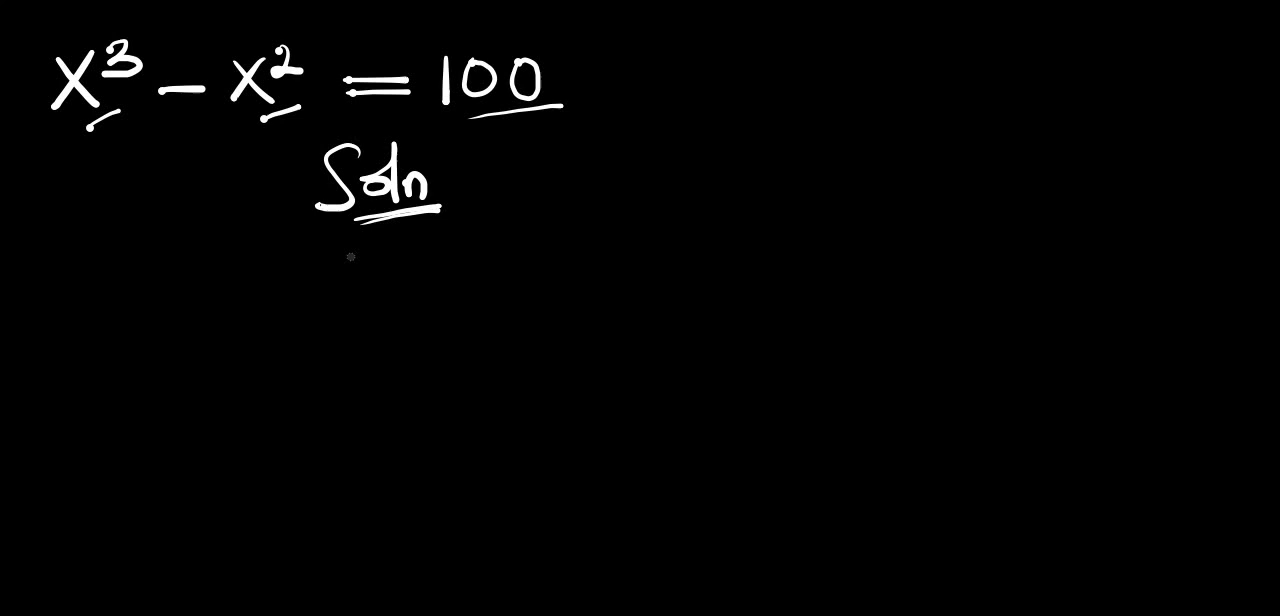 X³ - X² = 100
Soln